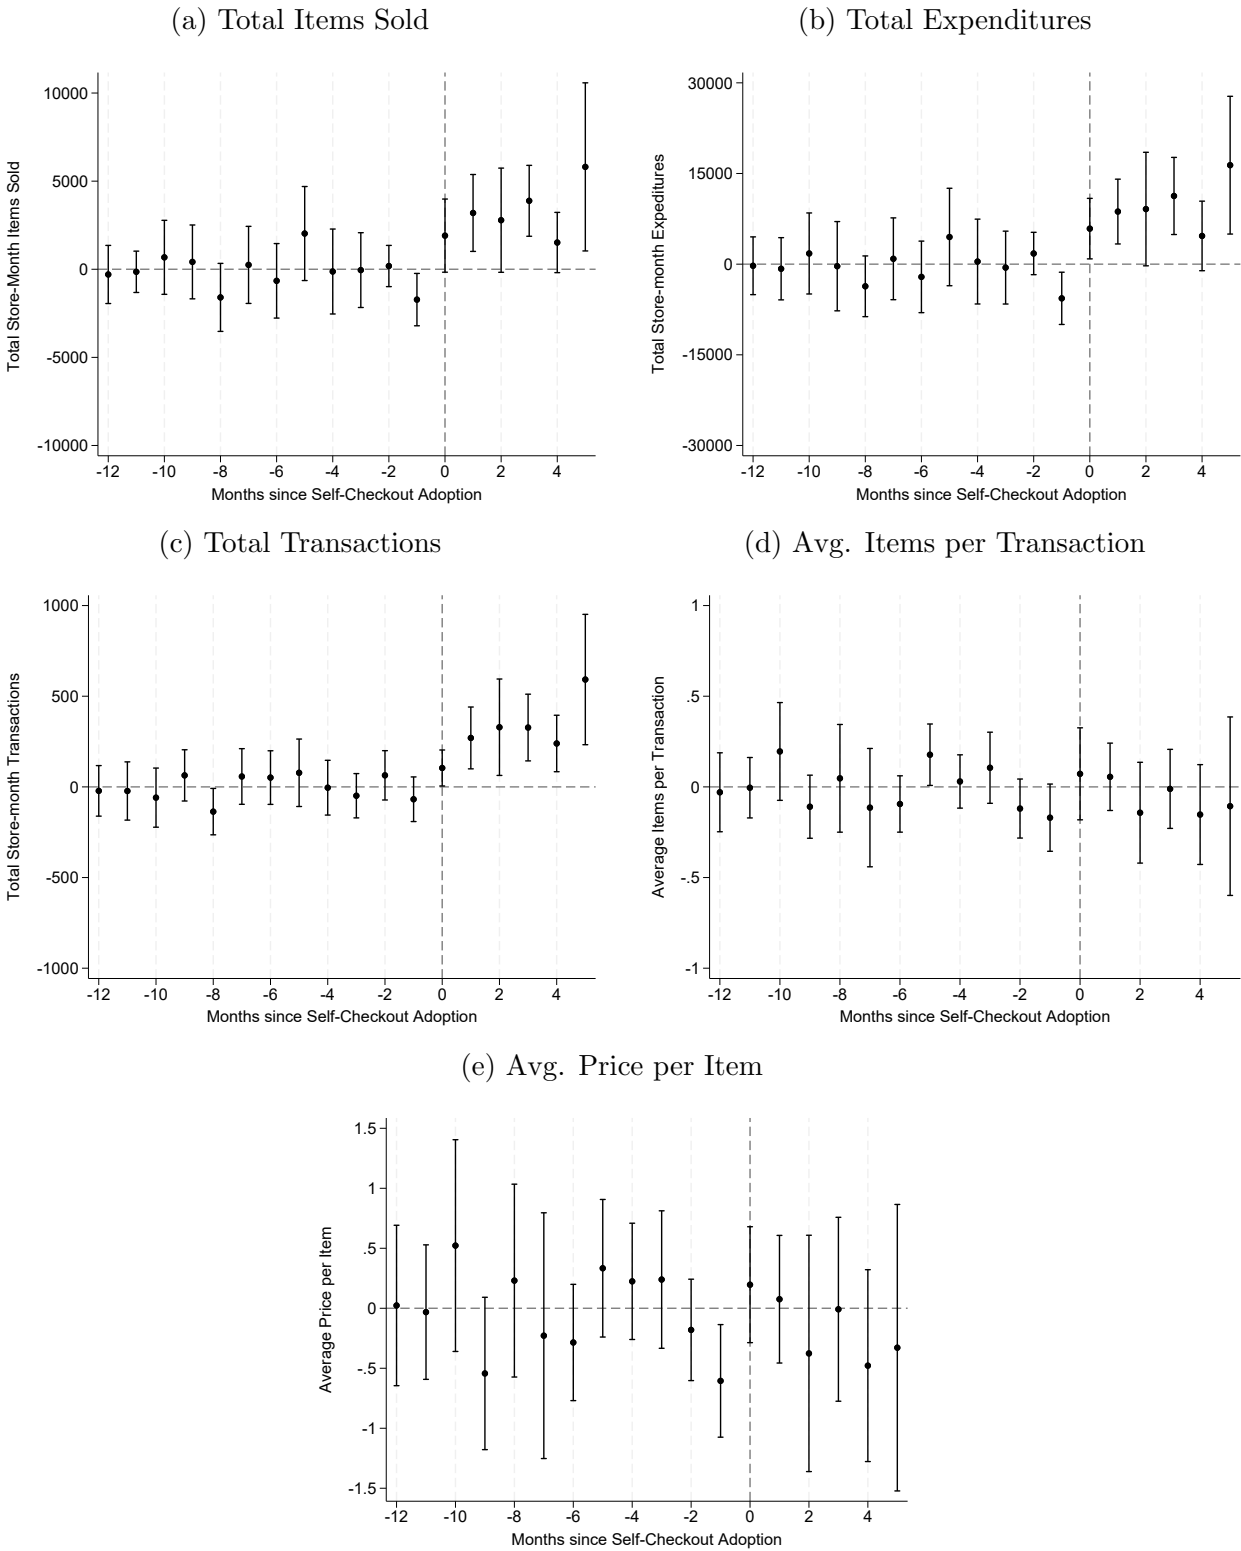 (a) Total Items Sold
Total Store-Month Items Sold
10000
5000
0
-5000
-10000
-12 -10 -8 -6 -4 -2 0 2 4
Months since Self-Checkout Adoption
(b) Total Expenditures
Total Store-month Expeditures
30000
15000
0
-15000
-30000
-12 -10 -8 -6 -4 -2 0 2 4
Months since Self-Checkout Adoption
(c) Total Transactions
Total Store-month Transactions
1000
500
0
-500
-1000
-12 -10 -8 -6 -4 -2 0 2 4
Months since Self-Checkout Adoption
(d) Avg. Items per Transaction
Average Items per Transaction
1
.5
0
-.5
-1
-12 -10 -8 -6 -4 -2 0 2 4
Months since Self-Checkout Adoption
(e) Avg. Price per Item
Average Price per Item
1.5
1
.5
0
-.5
-1
-1.5
-12 -10 -8 -6 -4 -2 0 2 4
Months since Self-Checkout Adoption